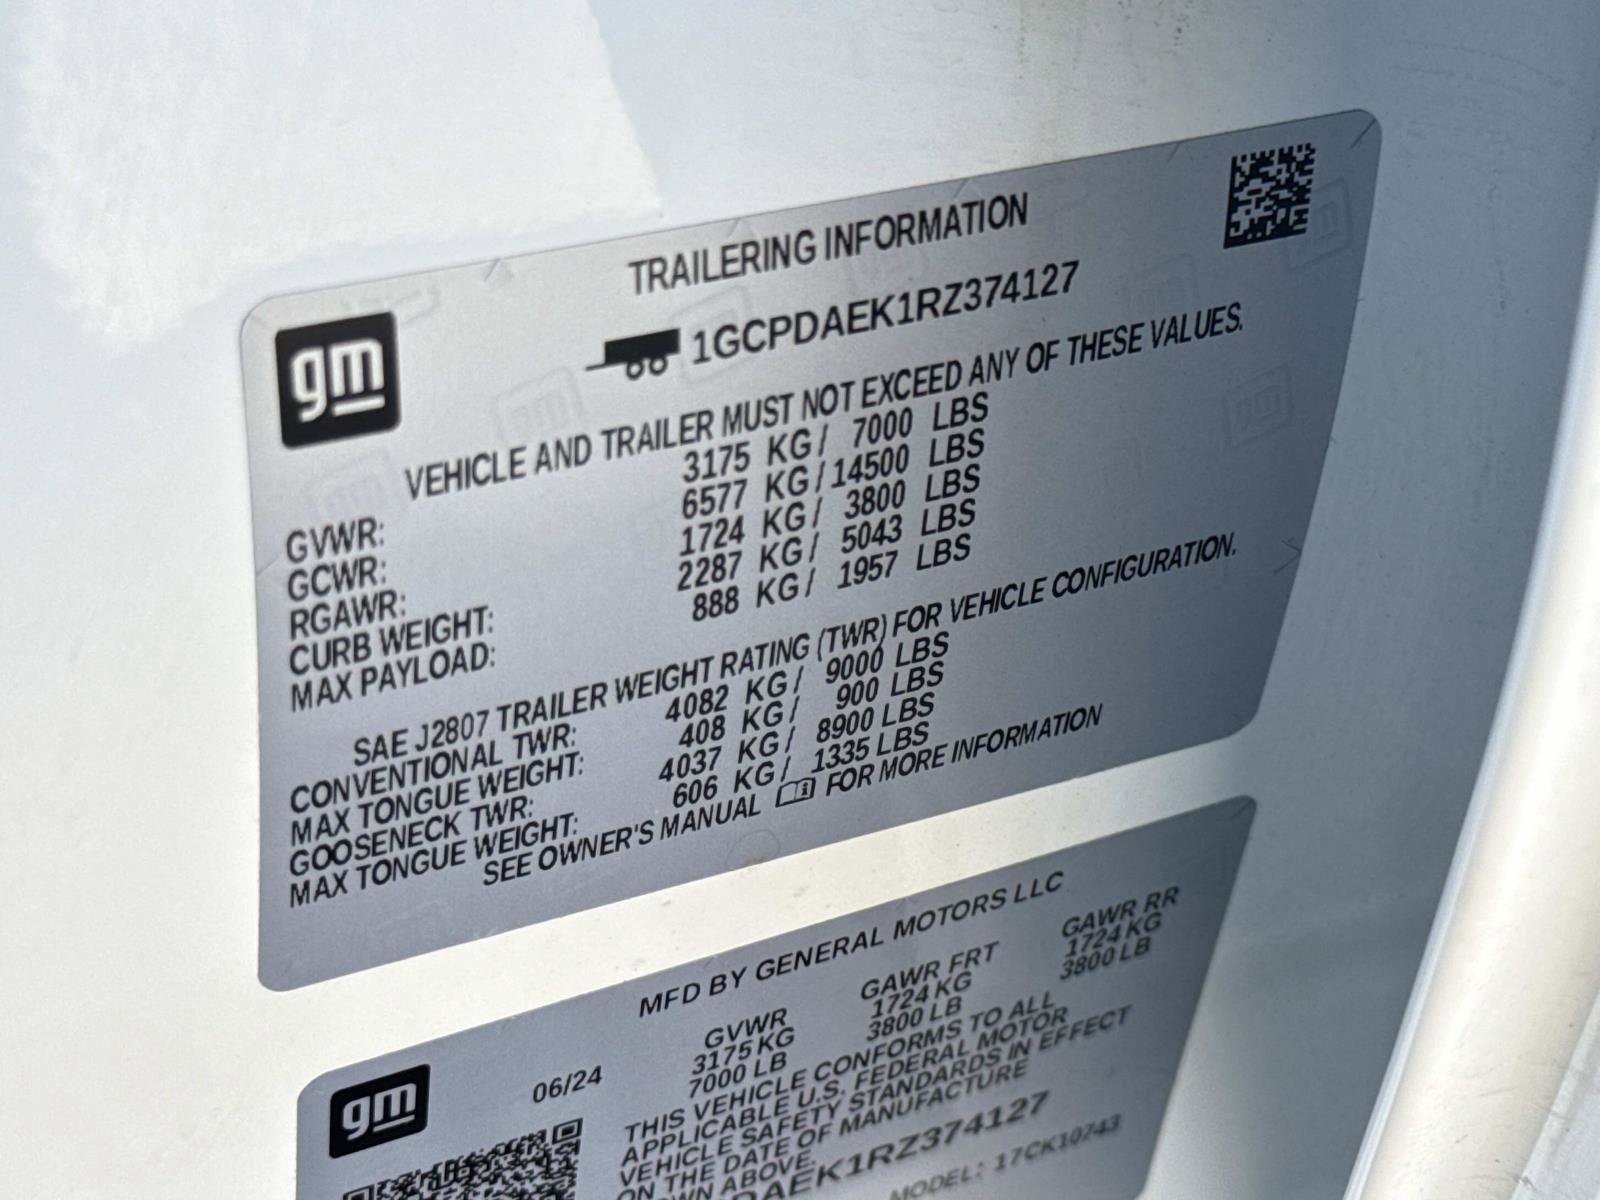 TRAILERING INFORMATION
gm
1GCPDAEK1RZ374127
VEHICLE AND TRAILER MUST NOT EXCEED ANY OF THESE VALUES.
GVWR: 3175 KG / 7000 LBS
GCWR: 6577 KG / 14500 LBS
RGAWR: 1724 KG / 3800 LBS
CURB WEIGHT: 2287 KG / 5043 LBS
MAX PAYLOAD: 888 KG / 1957 LBS
SAE J2807 TRAILER WEIGHT RATING (TWR) FOR VEHICLE CONFIGURATION.
CONVENTIONAL TWR: 4082 KG / 9000 LBS
MAX TONGUE WEIGHT: 408 KG / 900 LBS
GOOSENECK TWR: 4037 KG / 8900 LBS
MAX TONGUE WEIGHT: 606 KG / 1335 LBS
SEE OWNER'S MANUAL FOR MORE INFORMATION
MFD BY GENERAL MOTORS LLC
gm
06/24
GVWR GAWR FRT GAWR RR
3175 KG 1724 KG 1724 KG
7000 LB 3800 LB 3800 LB
THIS VEHICLE CONFORMS TO ALL
APPLICABLE U.S. FEDERAL MOTOR
VEHICLE SAFETY STANDARDS IN EFFECT
ON THE DATE OF MANUFACTURE
OWN ABOVE.
DAEK1RZ374127
MODEL: 17CK10743